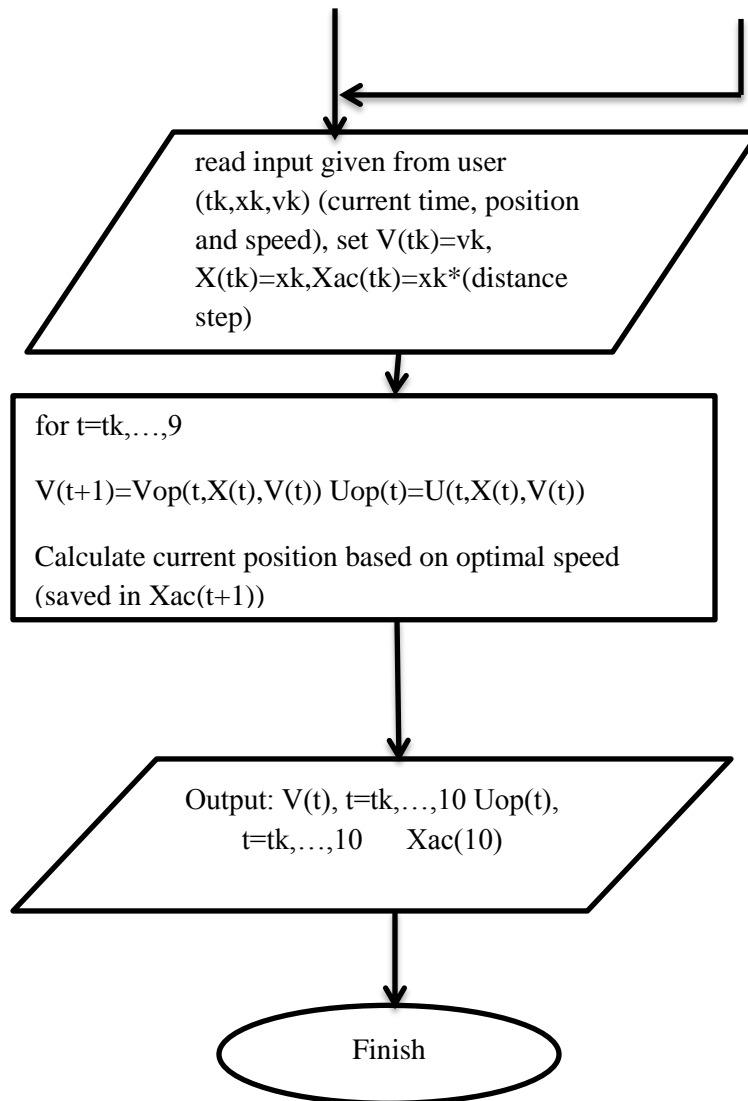 read input given from user
(tk,xk,vk) (current time, position
and speed), set V(tk)=vk,
X(tk)=xk,Xac(tk)=xk*(distance
step)
for t=tk,…,9
V(t+1)=Vop(t,X(t),V(t)) Uop(t)=U(t,X(t),V(t))
Calculate current position based on optimal speed
(saved in Xac(t+1))
Output: V(t), t=tk,…,10 Uop(t),
t=tk,…,10 Xac(10)
Finish